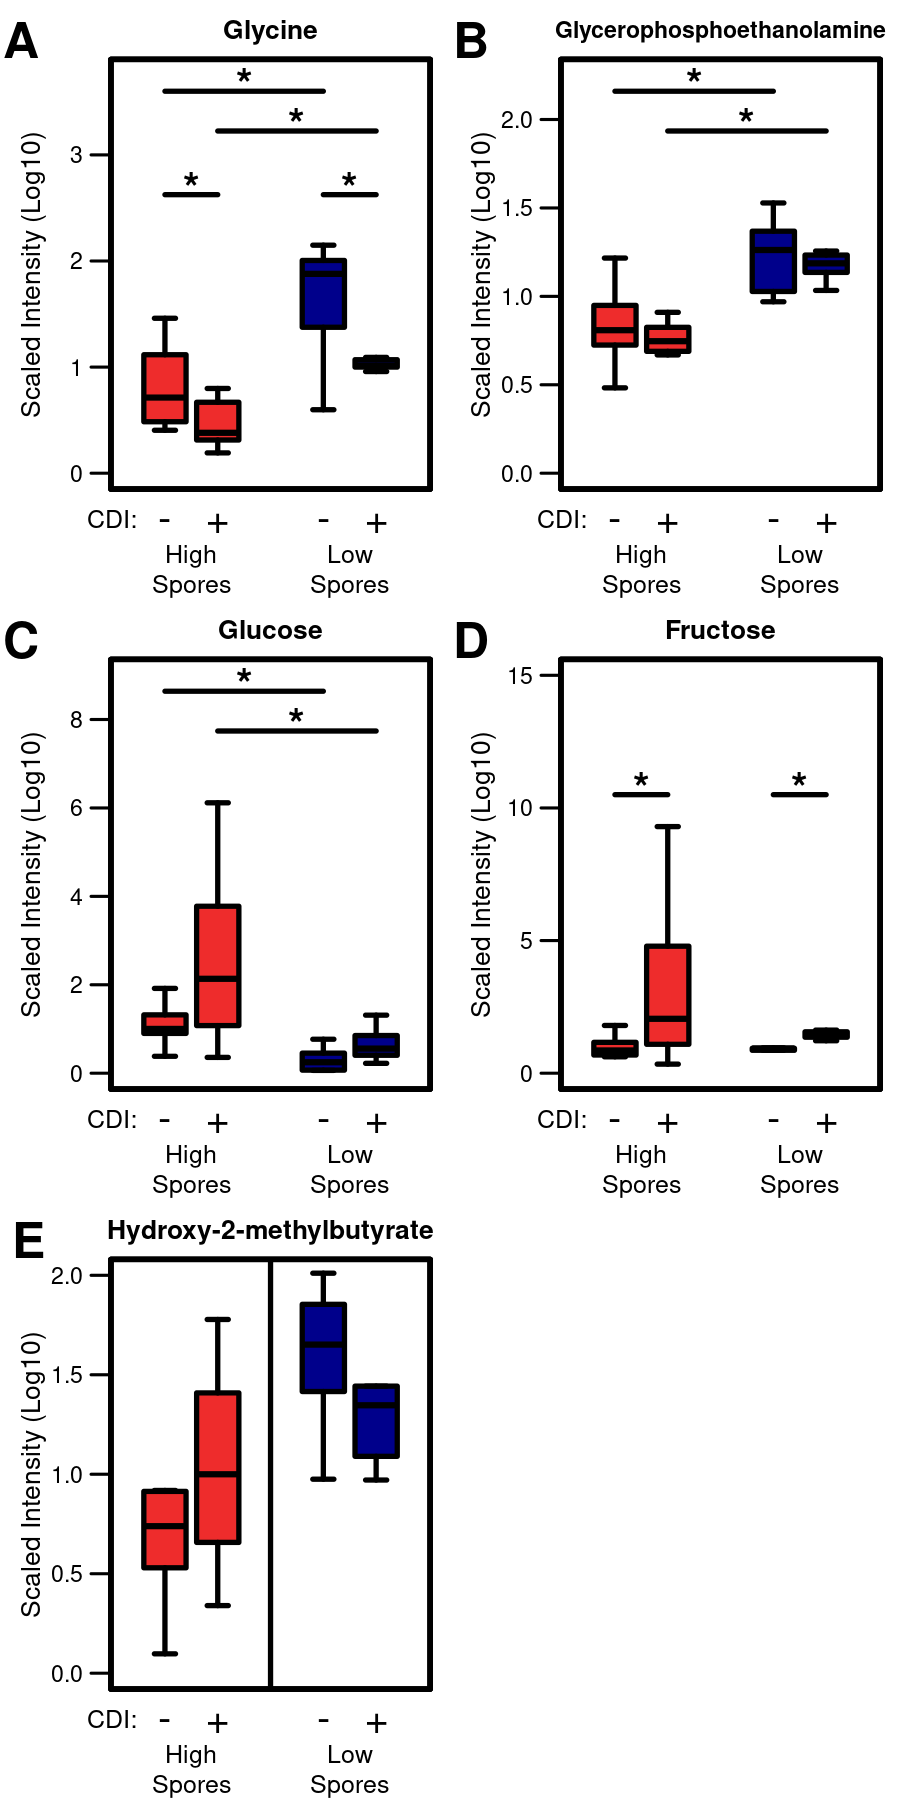 A
Glycine
Scaled Intensity (Log10)
3
2
1
0
*
*
*
*
CDI: - + - +
High Low
Spores Spores
B
Glycerophosphoethanolamine
Scaled Intensity (Log10)
2.0
1.5
1.0
0.5
0.0
*
*
CDI: - + - +
High Low
Spores Spores
C
Glucose
Scaled Intensity (Log10)
8
6
4
2
0
*
*
CDI: - + - +
High Low
Spores Spores
D
Fructose
Scaled Intensity (Log10)
15
10
5
0
* *
CDI: - + - +
High Low
Spores Spores
E
Hydroxy-2-methylbutyrate
Scaled Intensity (Log10)
2.0
1.5
1.0
0.5
0.0
CDI: - + - +
High Low
Spores Spores